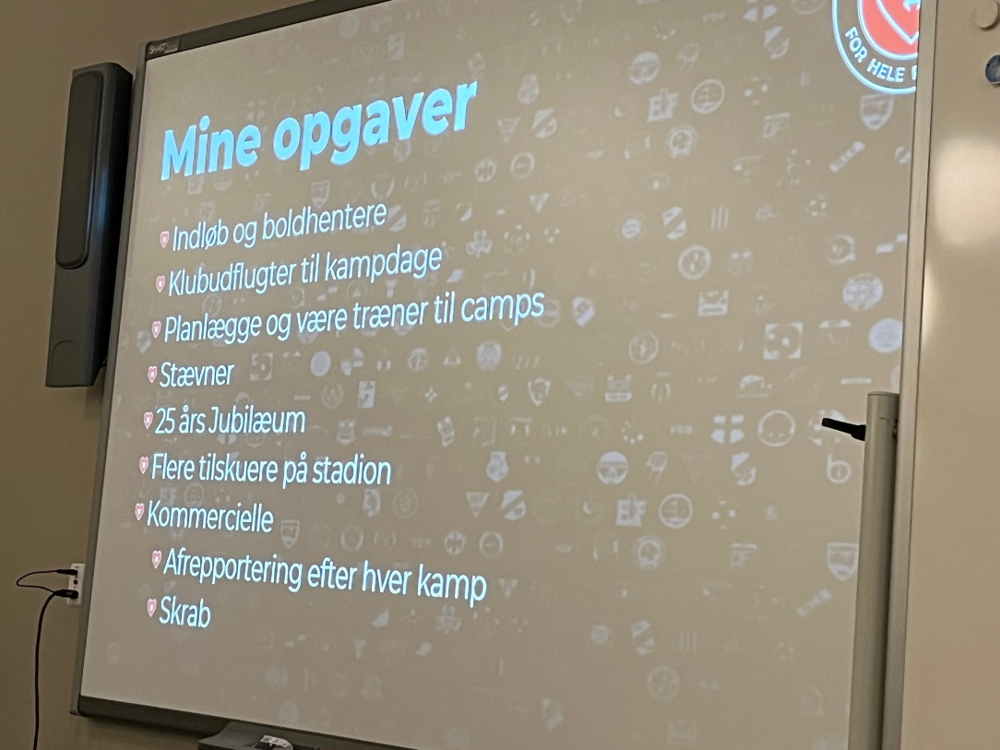 SMART
FOR HELE
Mine opgaver
Indløb og boldhentere
Klubudflugter til kampdage
Planlægge og være træner til camps
Stævner
25 års Jubilæum
Flere tilskuere på stadion
Kommercielle
Afrepportering efter hver kamp
Skrab